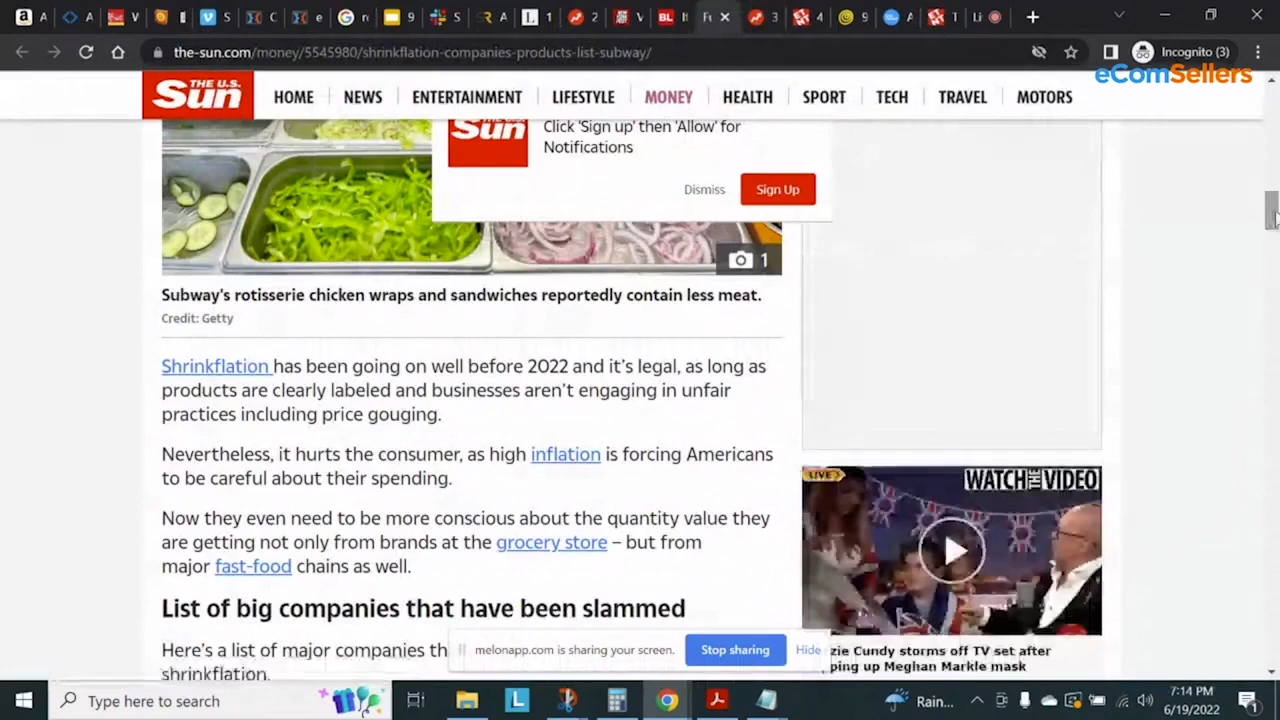 the-sun.com/money/5545980/shrinkflation-companies-products-list-subway/
Incognito (3)
eComSellers
THE U.S.
Sun
HOME
NEWS
ENTERTAINMENT
LIFESTYLE
MONEY
HEALTH
SPORT
TECH
TRAVEL
MOTORS
Sun
Click 'Sign up' then 'Allow' for
Notifications
Dismiss
Sign Up
1
Subway's rotisserie chicken wraps and sandwiches reportedly contain less meat.
Credit: Getty
Shrinkflation has been going on well before 2022 and it's legal, as long as
products are clearly labeled and businesses aren't engaging in unfair
practices including price gouging.
Nevertheless, it hurts the consumer, as high inflation is forcing Americans
to be careful about their spending.
Now they even need to be more conscious about the quantity value they
are getting not only from brands at the grocery store – but from
major fast-food chains as well.
List of big companies that have been slammed
Here's a list of major companies th
shrinkflation.
LIVE
WATCH THE VIDEO
zie Cundy storms off TV set after
ping up Meghan Markle mask
melonapp.com is sharing your screen.
Stop sharing
Hide
Type here to search
Rain...
7:14 PM
6/19/2022